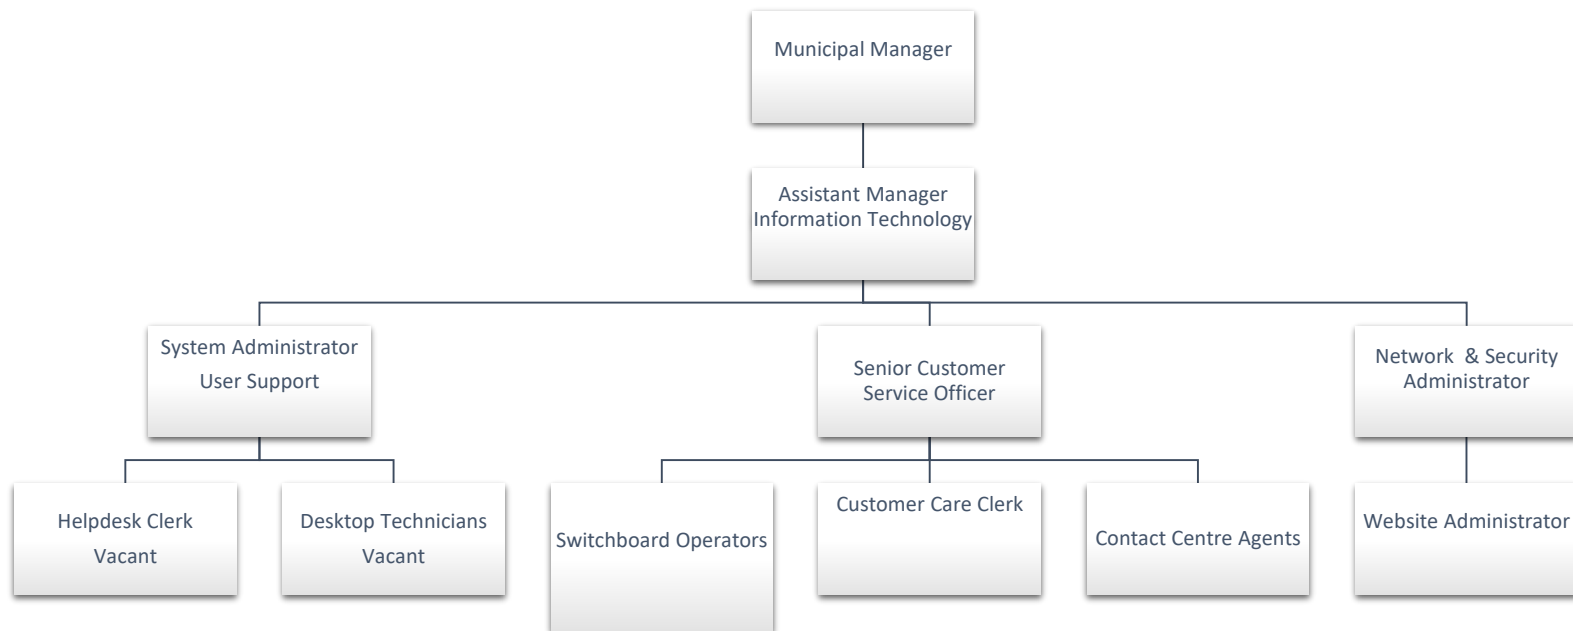 Municipal Manager
Assistant Manager
Information Technology
System Administrator
User Support
Senior Customer
Service Officer
Network & Security
Administrator
Helpdesk Clerk
Vacant
Desktop Technicians
Vacant
Switchboard Operators
Customer Care Clerk
Contact Centre Agents
Website Administrator